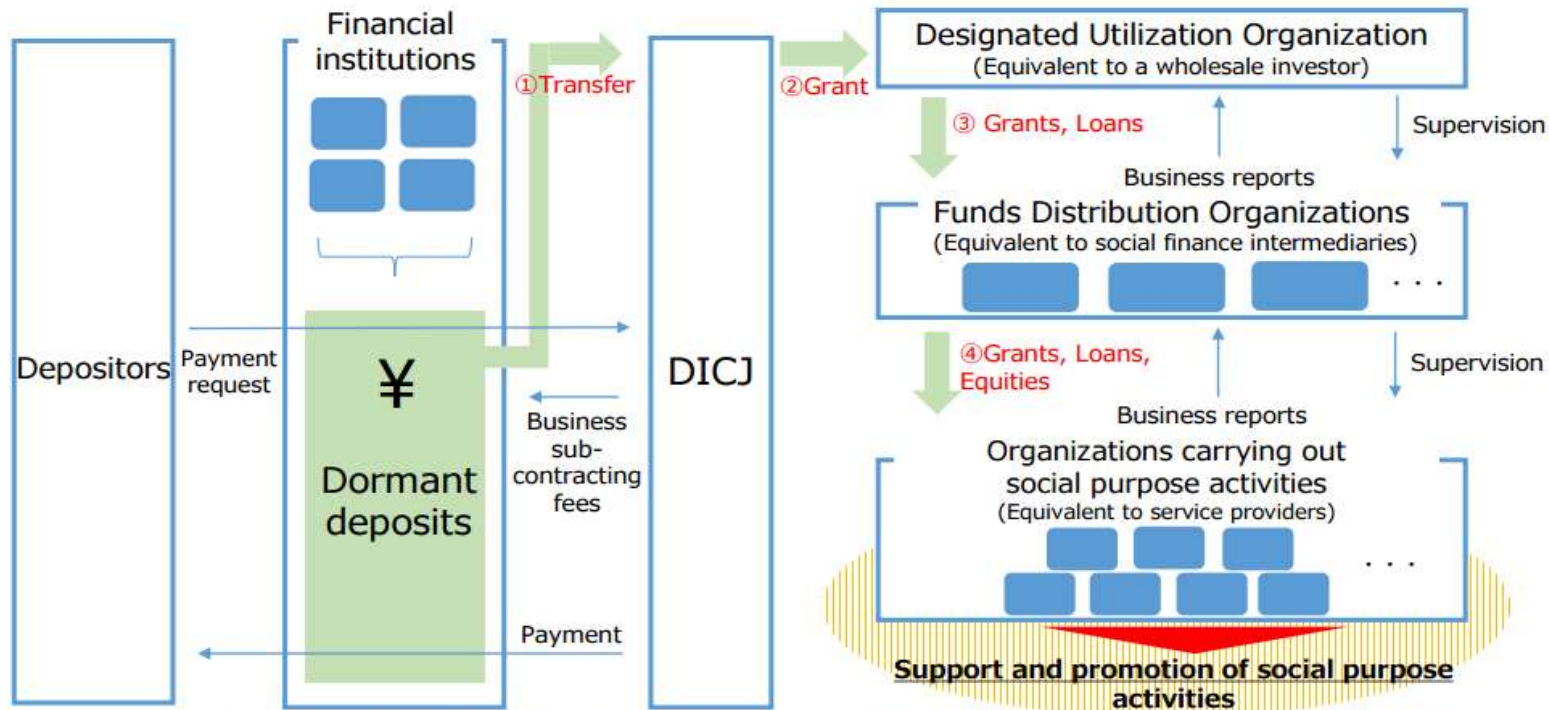 Financial
institutions
①Transfer
②Grant
Designated Utilization Organization
(Equivalent to a wholesale investor)
③ Grants, Loans
Supervision
Business reports
Funds Distribution Organizations
(Equivalent to social finance intermediaries)
· · ·
Depositors
Payment
request
¥
Dormant
deposits
Business
sub-
contracting
fees
DICJ
④Grants, Loans,
Equities
Supervision
Business reports
Organizations carrying out
social purpose activities
(Equivalent to service providers)
· · ·
Payment
Support and promotion of social purpose
activities